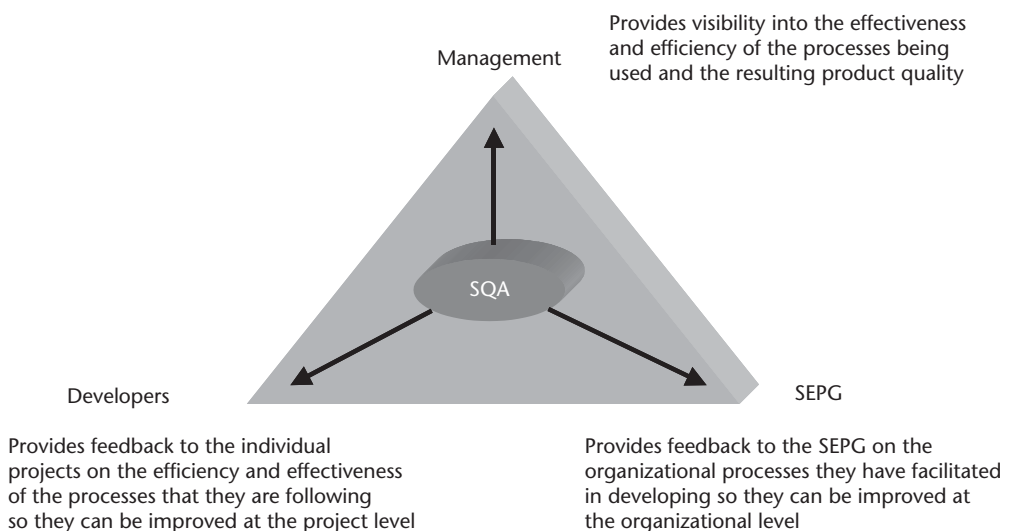 Provides visibility into the effectiveness
and efficiency of the processes being
used and the resulting product quality
Management
SQA
Developers
SEPG
Provides feedback to the individual
projects on the efficiency and effectiveness
of the processes that they are following
so they can be improved at the project level
Provides feedback to the SEPG on the
organizational processes they have facilitated
in developing so they can be improved at
the organizational level